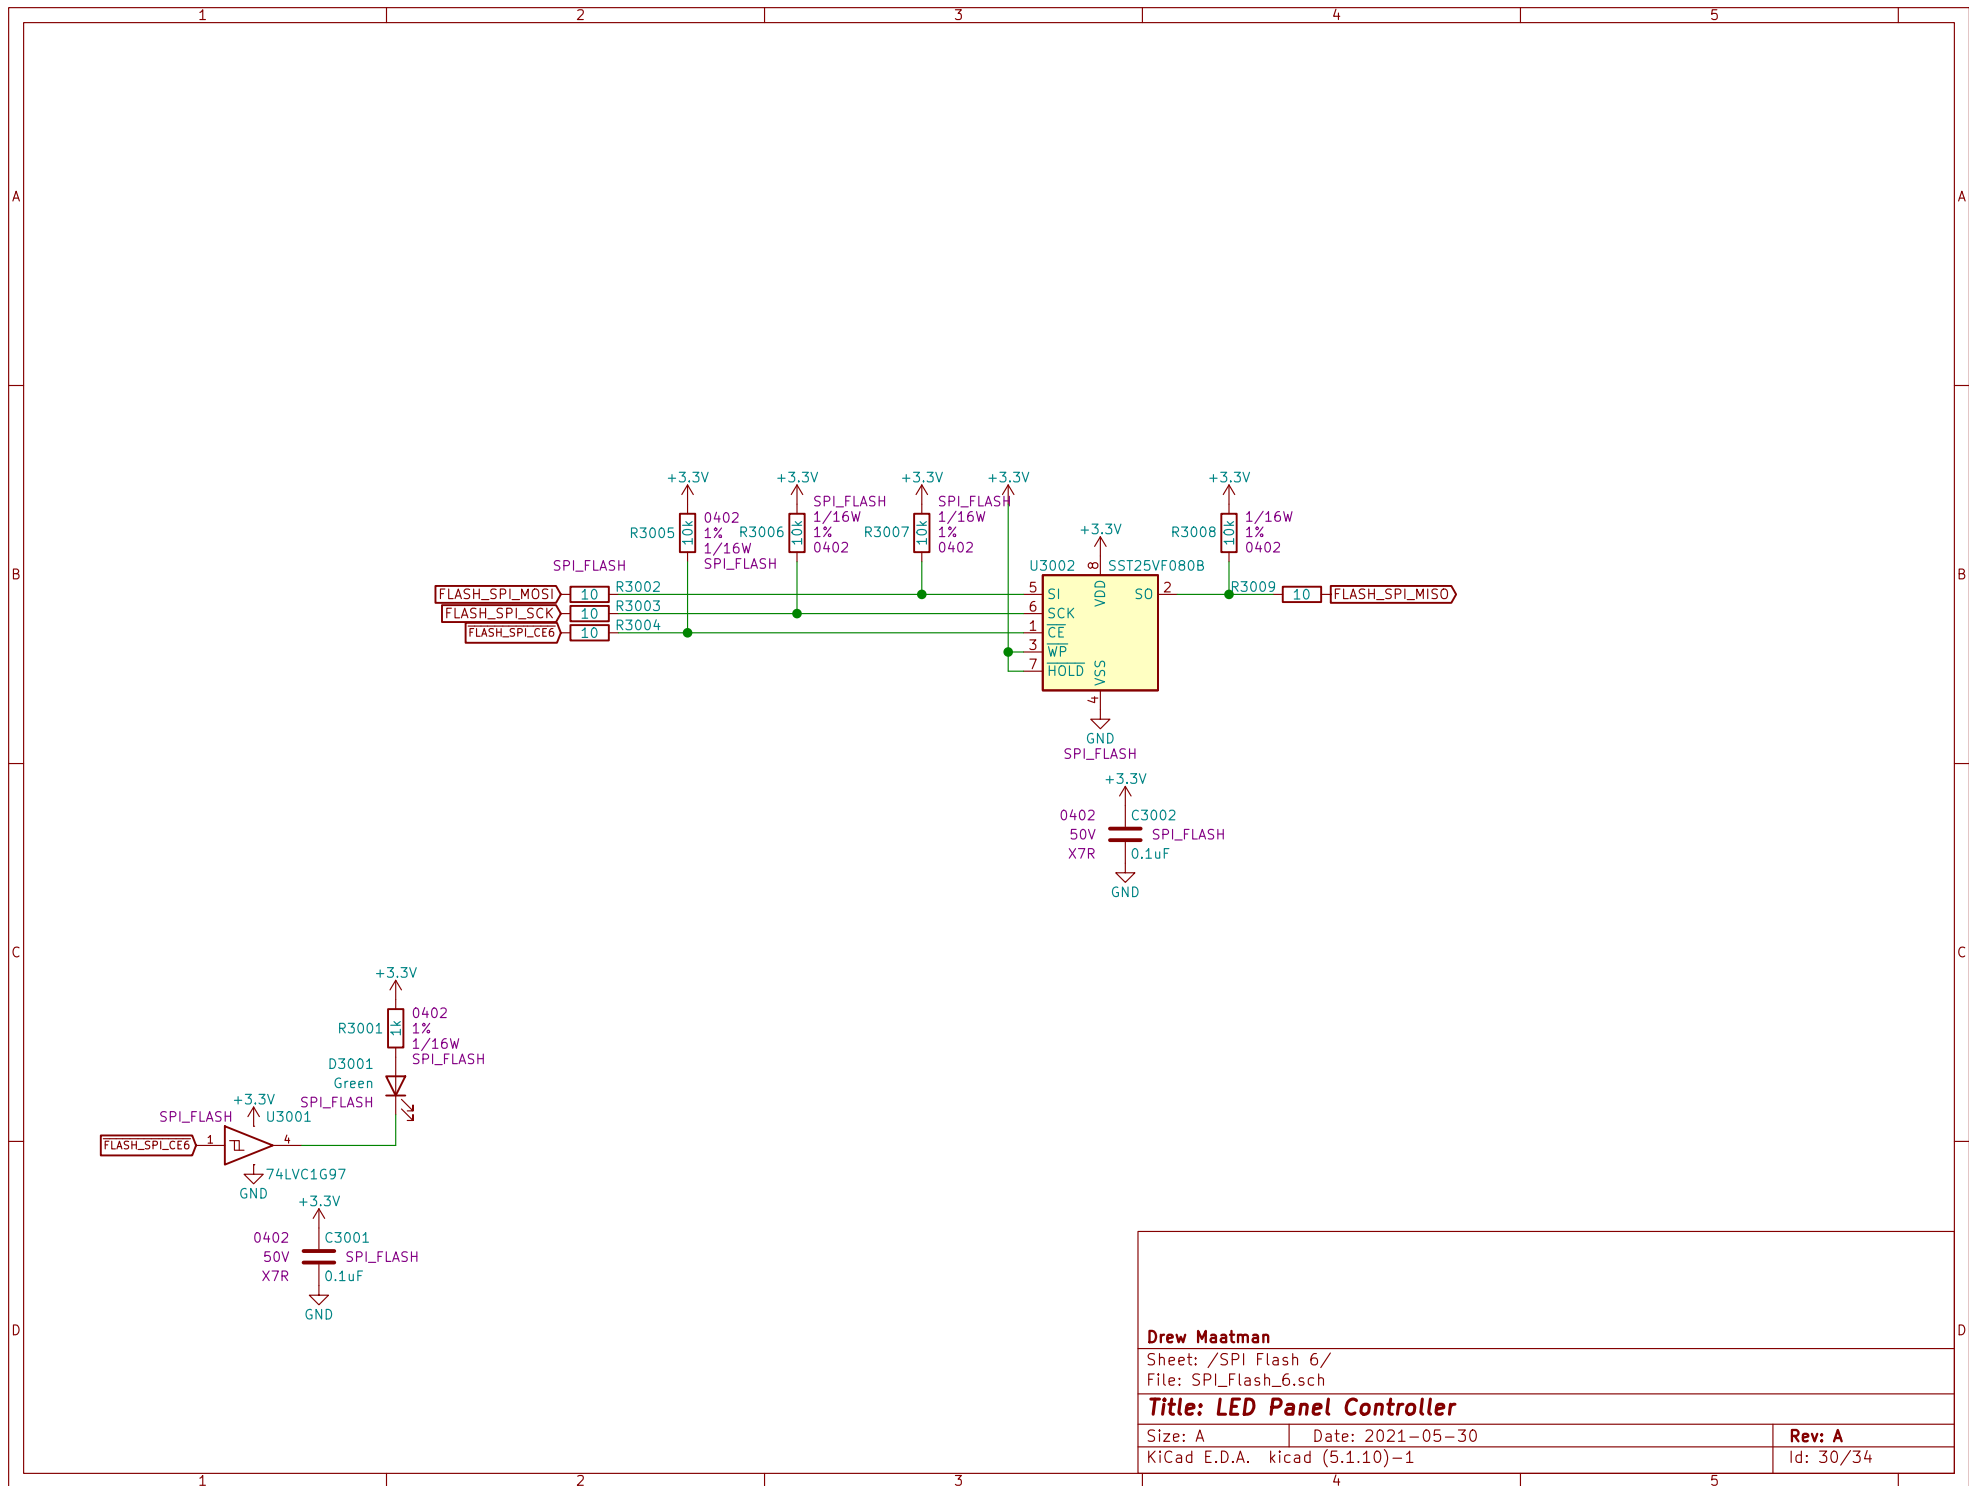 1 2 3 4 5
A A
+3.3V +3.3V +3.3V +3.3V +3.3V
SPI_FLASH SPI_FLASH
R3005 10k 0402 1% 1/16W SPI_FLASH
R3006 10k 1/16W 1% 0402
R3007 10k 1/16W 1% 0402
R3008 10k 1/16W 1% 0402
+3.3V
SPI_FLASH
U3002 8 SST25VF080B
B B
FLASH_SPI_MOSI 10 R3002 5 SI VDD SO 2 R3009 10 FLASH_SPI_MISO
FLASH_SPI_SCK 10 R3003 6 SCK
FLASH_SPI_CE6 10 R3004 1 CE
3 WP
7 HOLD VSS
4
GND
SPI_FLASH
+3.3V
0402 C3002
50V SPI_FLASH
X7R 0.1uF
GND
C C
+3.3V
0402
R3001 1k 1%
1/16W
SPI_FLASH
D3001
Green
SPI_FLASH
+3.3V
SPI_FLASH U3001
FLASH_SPI_CE6 1 4
74LVC1G97
GND
+3.3V
0402 C3001
50V SPI_FLASH
X7R 0.1uF
GND
D D
Drew Maatman
Sheet: /SPI Flash 6/
File: SPI_Flash_6.sch
Title: LED Panel Controller
Size: A Date: 2021-05-30 Rev: A
KiCad E.D.A. kicad (5.1.10)-1 Id: 30/34
1 2 3 4 5